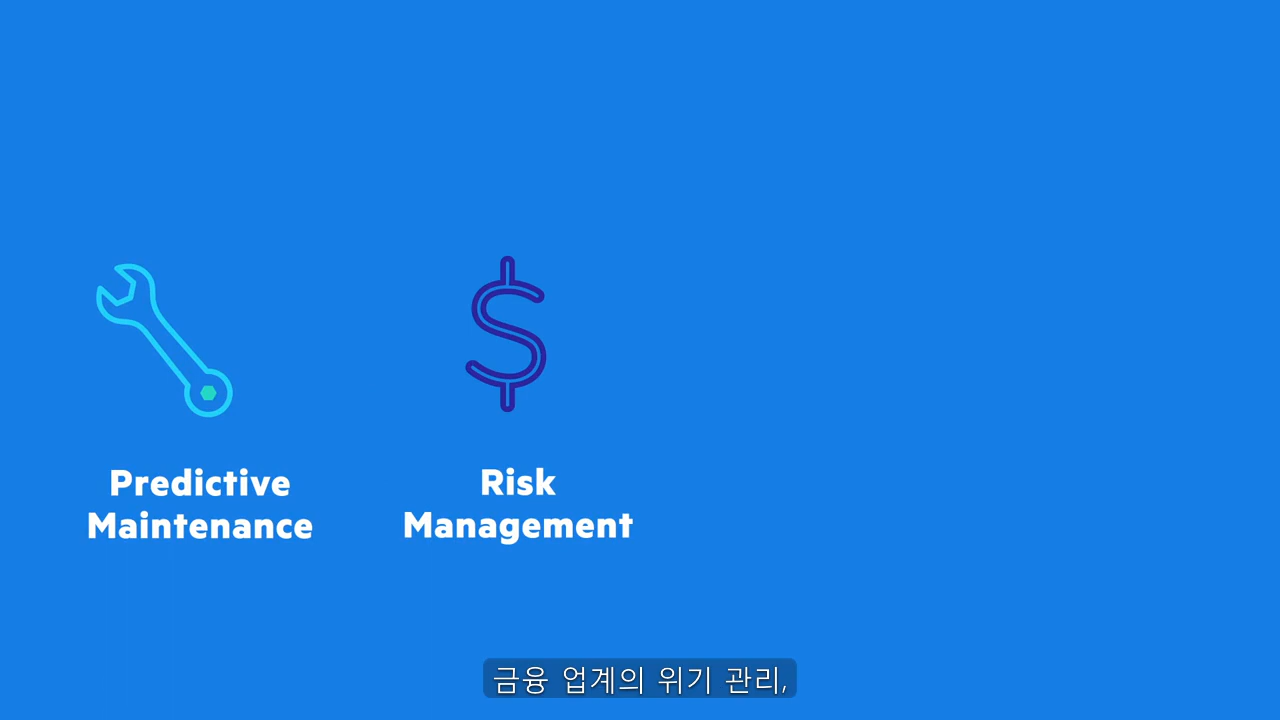 Predictive
Maintenance
Risk
Management
금융 업계의 위기 관리,